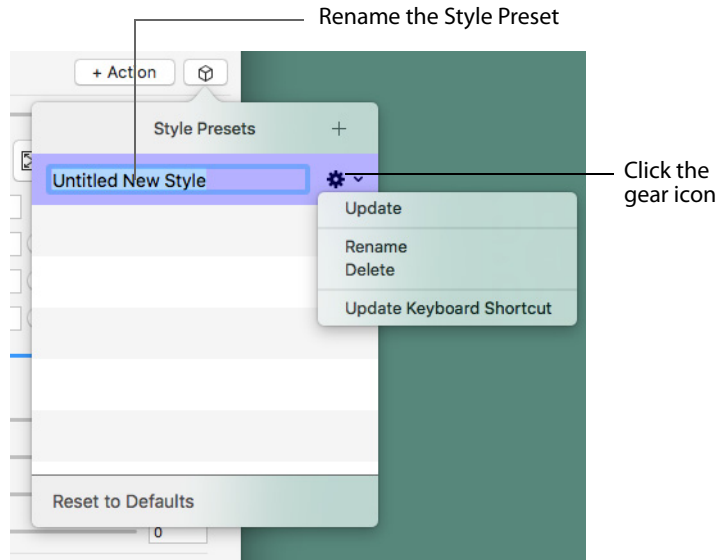 Rename the Style Preset
+ Action
Style Presets +
Untitled New Style
Click the
gear icon
Update
Rename
Delete
Update Keyboard Shortcut
Reset to Defaults
0